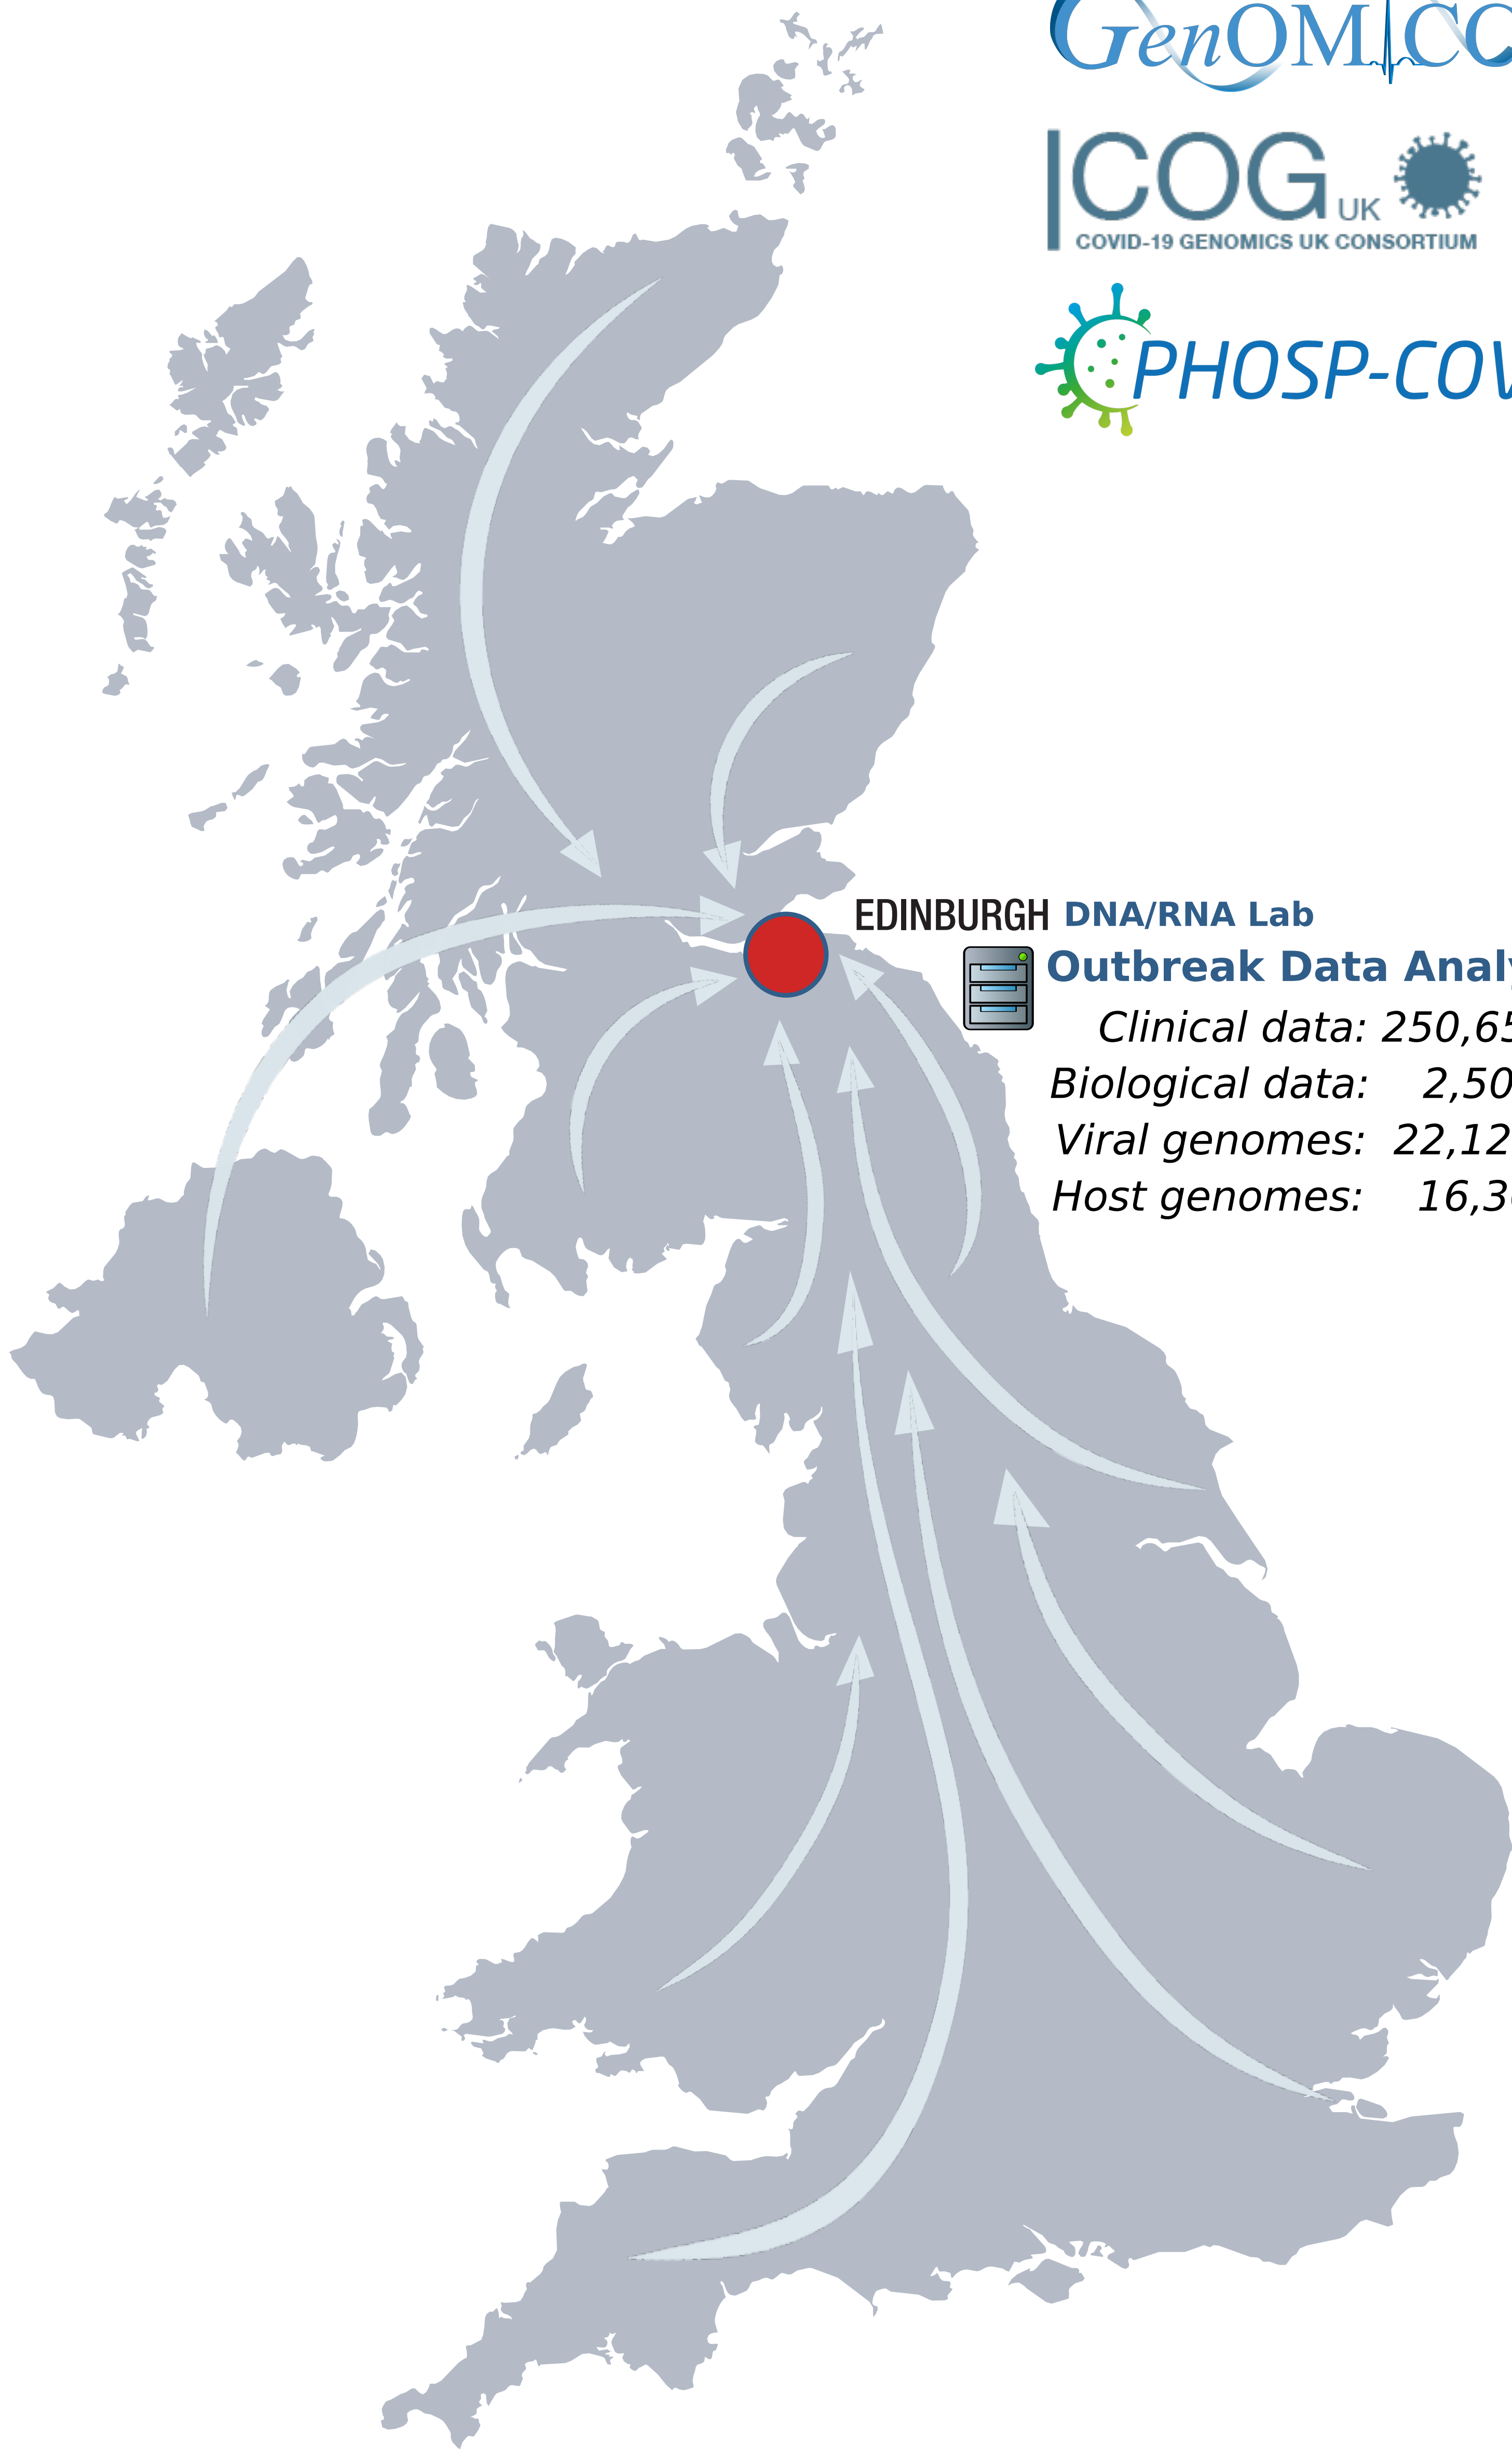 GenOMICC
COG UK
COVID-19 GENOMICS UK CONSORTIUM
PHOSP-COV
EDINBURGH DNA/RNA Lab
Outbreak Data Analy
Clinical data: 250,65
Biological data: 2,50
Viral genomes: 22,12
Host genomes: 16,3